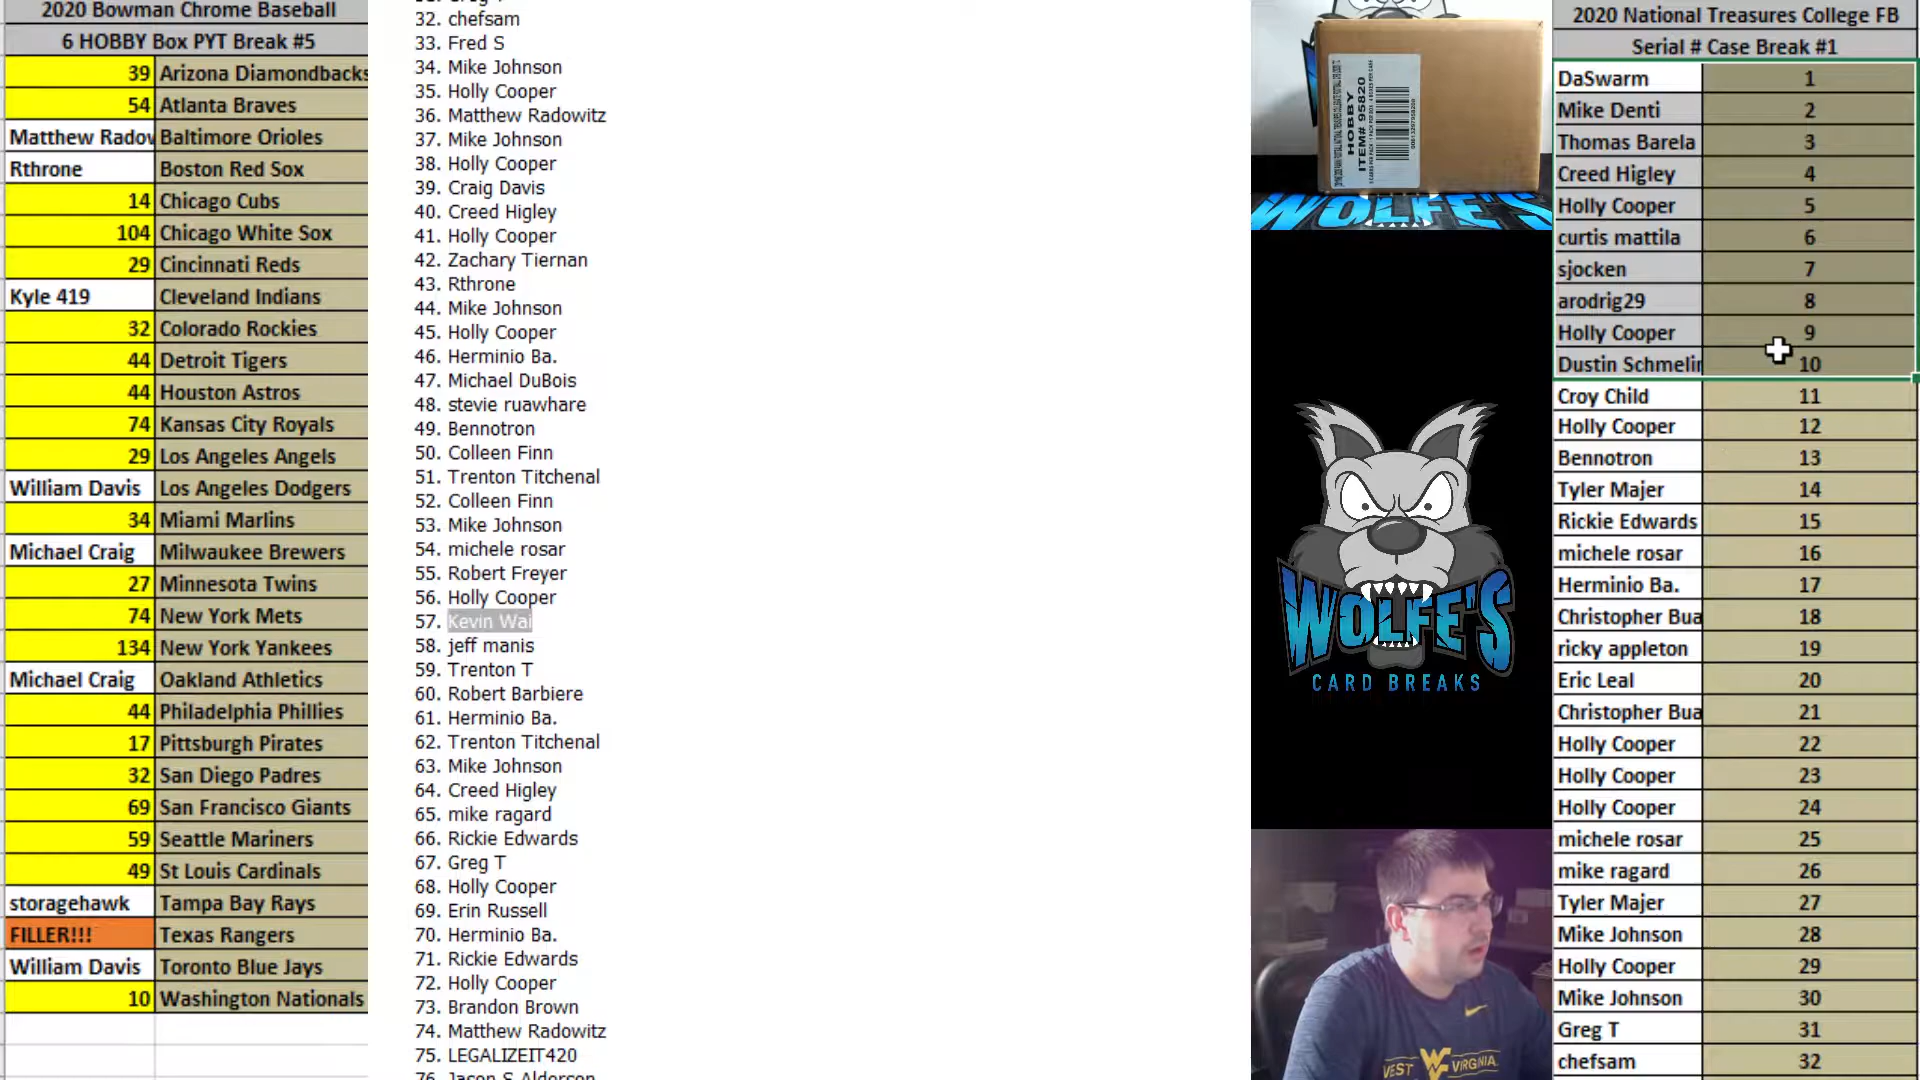 2020 Bowman Chrome Baseball
6 HOBBY Box PYT Break #5
39 Arizona Diamondbacks
54 Atlanta Braves
Matthew Radov Baltimore Orioles
Rthrone Boston Red Sox
14 Chicago Cubs
104 Chicago White Sox
29 Cincinnati Reds
Kyle 419 Cleveland Indians
32 Colorado Rockies
44 Detroit Tigers
44 Houston Astros
74 Kansas City Royals
29 Los Angeles Angels
William Davis Los Angeles Dodgers
34 Miami Marlins
Michael Craig Milwaukee Brewers
27 Minnesota Twins
74 New York Mets
134 New York Yankees
Michael Craig Oakland Athletics
44 Philadelphia Phillies
17 Pittsburgh Pirates
32 San Diego Padres
69 San Francisco Giants
59 Seattle Mariners
49 St Louis Cardinals
storagehawk Tampa Bay Rays
FILLER!!! Texas Rangers
William Davis Toronto Blue Jays
10 Washington Nationals
32. chefsam
33. Fred S
34. Mike Johnson
35. Holly Cooper
36. Matthew Radowitz
37. Mike Johnson
38. Holly Cooper
39. Craig Davis
40. Creed Higley
41. Holly Cooper
42. Zachary Tiernan
43. Rthrone
44. Mike Johnson
45. Holly Cooper
46. Herminio Ba.
47. Michael DuBois
48. stevie ruawhare
49. Bennotron
50. Colleen Finn
51. Trenton Titchenal
52. Colleen Finn
53. Mike Johnson
54. michele rosar
55. Robert Freyer
56. Holly Cooper
57. Kevin Wai
58. jeff manis
59. Trenton T
60. Robert Barbiere
61. Herminio Ba.
62. Trenton Titchenal
63. Mike Johnson
64. Creed Higley
65. mike ragard
66. Rickie Edwards
67. Greg T
68. Holly Cooper
69. Erin Russell
70. Herminio Ba.
71. Rickie Edwards
72. Holly Cooper
73. Brandon Brown
74. Matthew Radowitz
75. LEGALIZEIT420
76. Jason S Alderson
HOBBY
ITEM# 95820
WOLFE'S
WOLFE'S
CARD BREAKS
WEST VIRGINIA
2020 National Treasures College FB
Serial # Case Break #1
DaSwarm 1
Mike Denti 2
Thomas Barela 3
Creed Higley 4
Holly Cooper 5
curtis mattila 6
sjocken 7
arodrig29 8
Holly Cooper 9
Dustin Schmelin 10
Croy Child 11
Holly Cooper 12
Bennotron 13
Tyler Majer 14
Rickie Edwards 15
michele rosar 16
Herminio Ba. 17
Christopher Bua 18
ricky appleton 19
Eric Leal 20
Christopher Bua 21
Holly Cooper 22
Holly Cooper 23
Holly Cooper 24
michele rosar 25
mike ragard 26
Tyler Majer 27
Mike Johnson 28
Holly Cooper 29
Mike Johnson 30
Greg T 31
chefsam 32